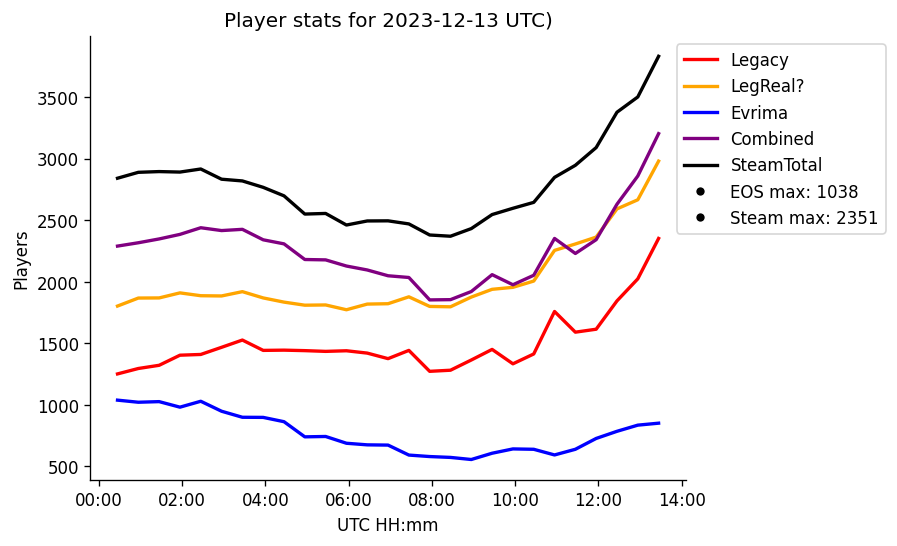 Player stats for 2023-12-13 UTC)
Players
3500
3000
2500
2000
1500
1000
500
00:00 02:00 04:00 06:00 08:00 10:00 12:00 14:00
UTC HH:mm
Legacy
LegReal?
Evrima
Combined
SteamTotal
EOS max: 1038
Steam max: 2351